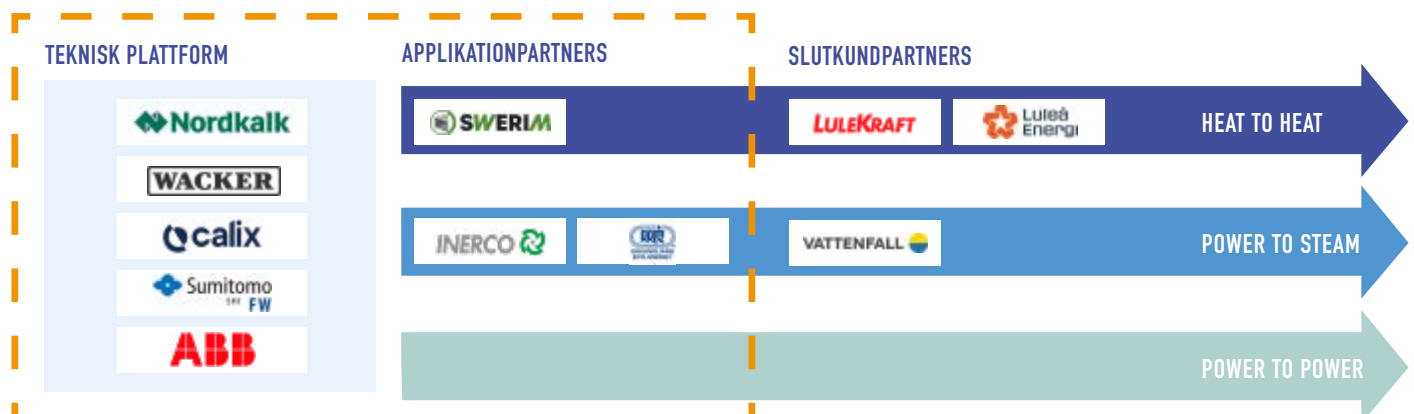 TEKNISK PLATTFORM
Nordkalk
WACKER
calix
Sumitomo
SHI FW
ABB
APPLIKATIONPARTNERS
SLUTKUNDPARTNERS
SWERIM
LULEKRAFT
Luleå
Energi
HEAT TO HEAT
INERCO
VATTENFALL
POWER TO STEAM
POWER TO POWER